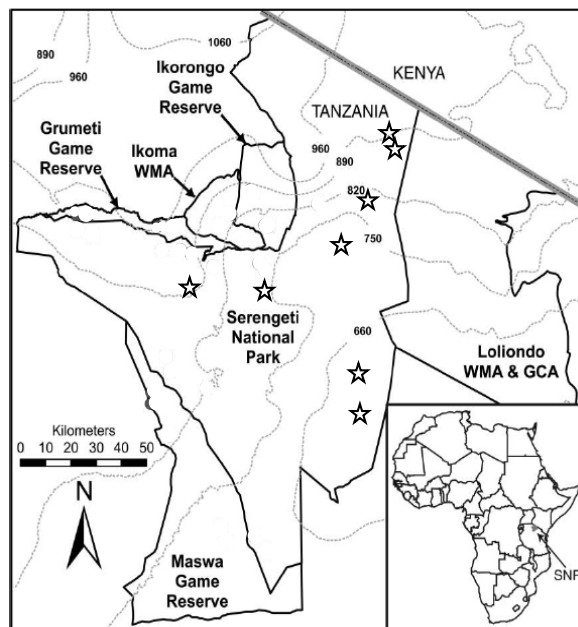 1060
890
960
Ikorongo
Game
Reserve
KENYA
TANZANIA
Grumeti
Game
Reserve
Ikoma
WMA
960
890
820
750
Serengeti
National
Park
660
Loliondo
WMA & GCA
Kilometers
0 10 20 30 40 50
N
Maswa
Game
Reserve
SNP